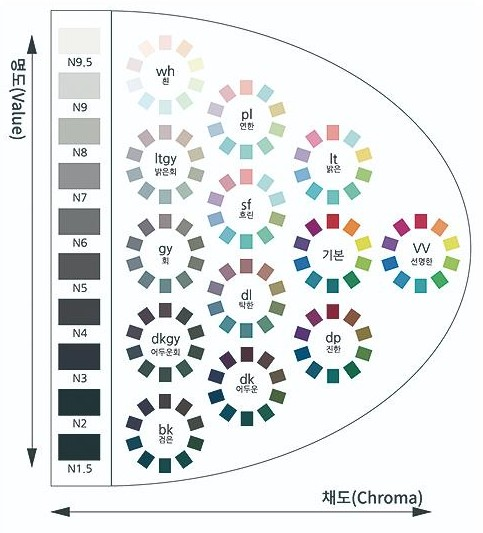 명도(Value)
N9.5
N9
N8
N7
N6
N5
N4
N3
N2
N1.5
wh
흰
pl
연한
ltgy
밝은회
lt
밝은
sf
흐린
gy
회
기본
VV
선명한
dl
탁한
dkgy
어두운회
dp
진한
dk
어두운
bk
검은
채도(Chroma)